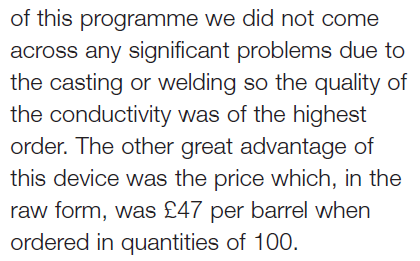 of this programme we did not come
across any significant problems due to
the casting or welding so the quality of
the conductivity was of the highest
order. The other great advantage of
this device was the price which, in the
raw form, was £47 per barrel when
ordered in quantities of 100.